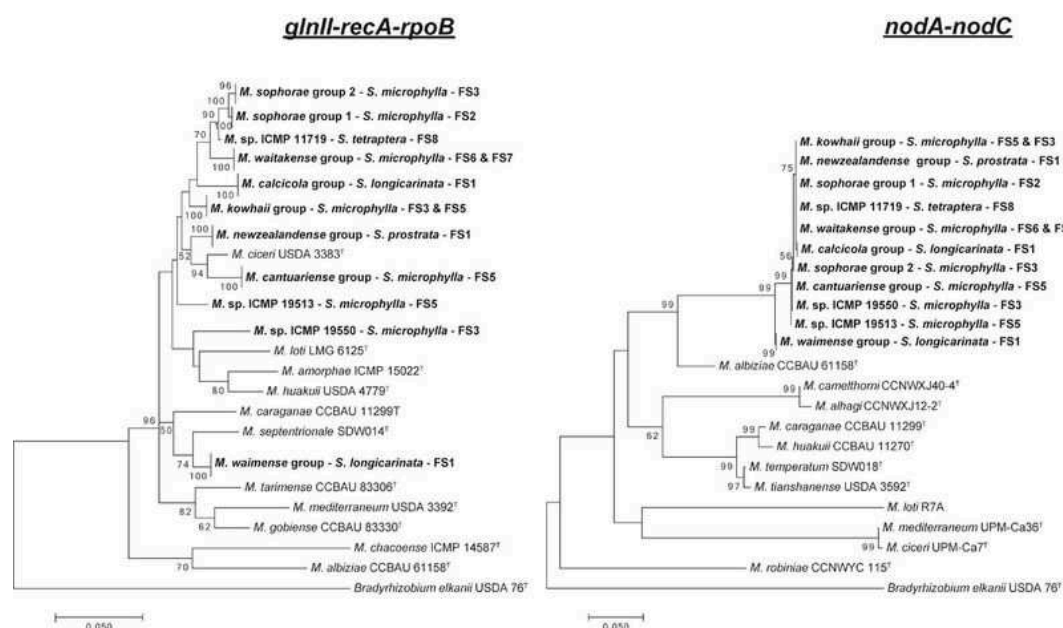 glnII-recA-rpoB
96
M. sophorae group 2 - S. microphylla - FS3
100
M. sophorae group 1 - S. microphylla - FS2
90
100
M. sp. ICMP 11719 - S. tetraptera - FS8
70
M. waitakense group - S. microphylla - FS6 & FS7
100
M. calcicola group - S. longicarinata - FS1
100
M. kowhaii group - S. microphylla - FS3 & FS5
100
100
M. newzealandense group - S. prostrata - FS1
52
M. ciceri USDA 3383ᵀ
94
M. cantuariense group - S. microphylla - FS5
100
M. sp. ICMP 19513 - S. microphylla - FS5
M. sp. ICMP 19550 - S. microphylla - FS3
M. loti LMG 6125ᵀ
M. amorphae ICMP 15022ᵀ
80
M. huakuii USDA 4779ᵀ
96
M. caraganae CCBAU 11299T
50
M. septentrionale SDW014ᵀ
74
M. waimense group - S. longicarinata - FS1
100
M. tarimense CCBAU 83306ᵀ
82
M. mediterraneum USDA 3392ᵀ
62
M. gobiense CCBAU 83330ᵀ
M. chacoense ICMP 14587ᵀ
70
M. albiziae CCBAU 61158ᵀ
Bradyrhizobium elkanii USDA 76ᵀ
0.050
nodA-nodC
M. kowhaii group - S. microphylla - FS5 & FS3
75
M. newzealandense group - S. prostrata - FS1
M. sophorae group 1 - S. microphylla - FS2
M. sp. ICMP 11719 - S. tetraptera - FS8
M. waitakense group - S. microphylla - FS6 & FS
M. calcicola group - S. longicarinata - FS1
56
M. sophorae group 2 - S. microphylla - FS3
99
99
M. cantuariense group - S. microphylla - FS5
99
M. sp. ICMP 19550 - S. microphylla - FS3
M. sp. ICMP 19513 - S. microphylla - FS5
M. waimense group - S. longicarinata - FS1
99
M. albiziae CCBAU 61158ᵀ
99
M. camelthorni CCNWXJ40-4ᵀ
M. alhagi CCNWXJ12-2ᵀ
62
M. caraganae CCBAU 11299ᵀ
99
M. huakuii CCBAU 11270ᵀ
99
M. temperatum SDW018ᵀ
97
M. tianshanense USDA 3592ᵀ
M. loti R7A
M. mediterraneum UPM-Ca36ᵀ
99
M. ciceri UPM-Ca7ᵀ
M. robiniae CCNWYC 115ᵀ
Bradyrhizobium elkanii USDA 76ᵀ
0.050